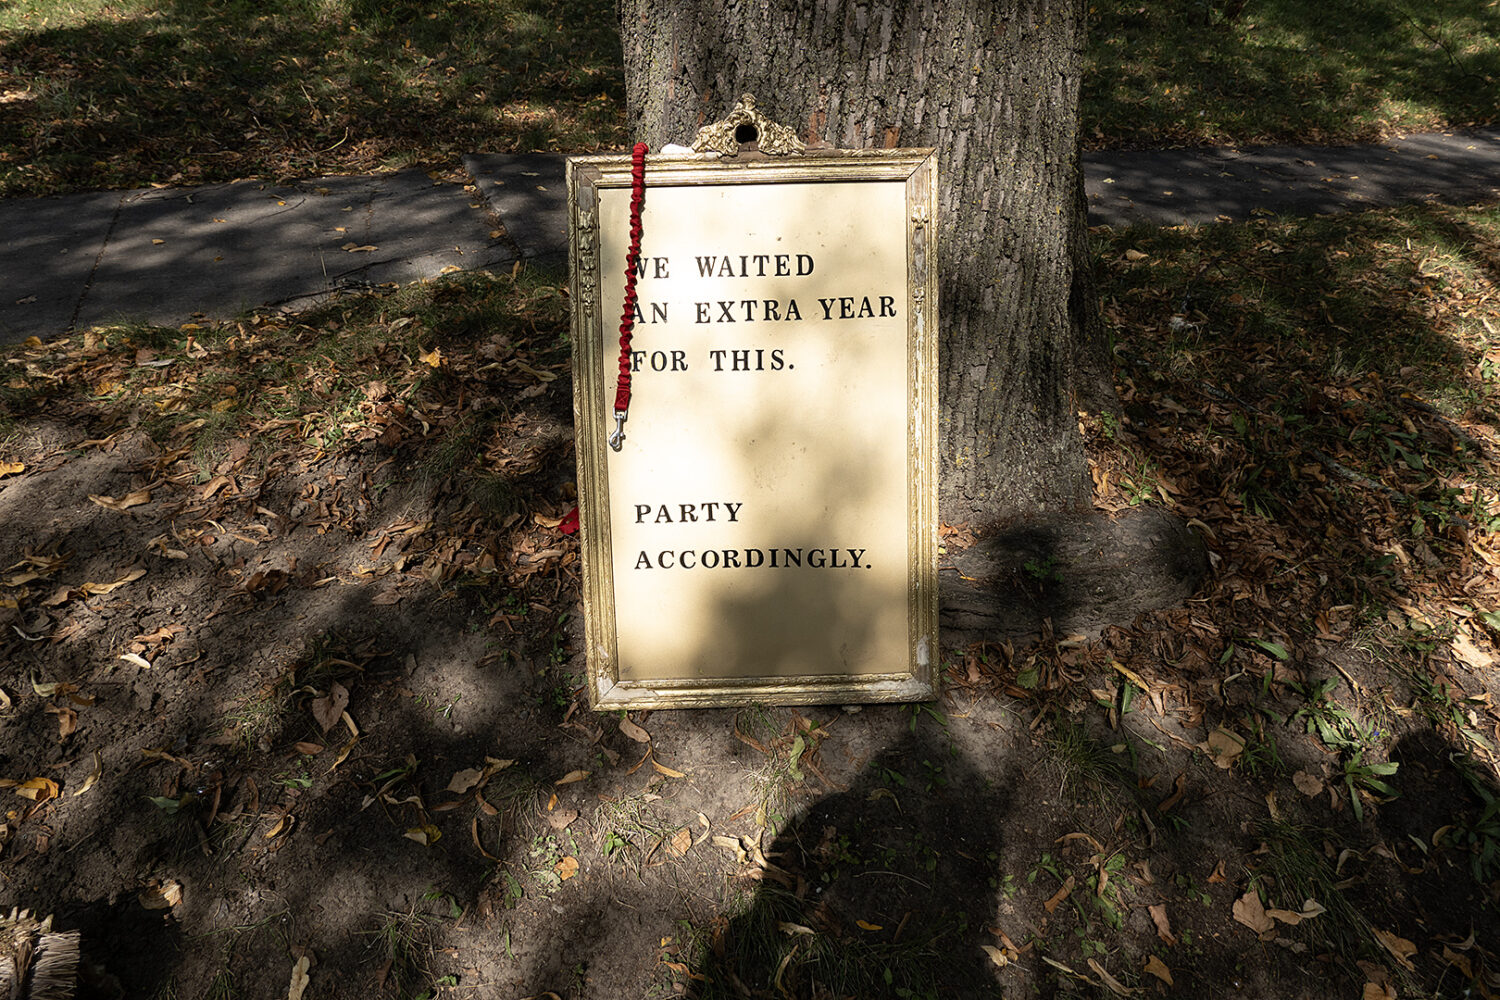 WE WAITED
AN EXTRA YEAR
FOR THIS.
PARTY
ACCORDINGLY.